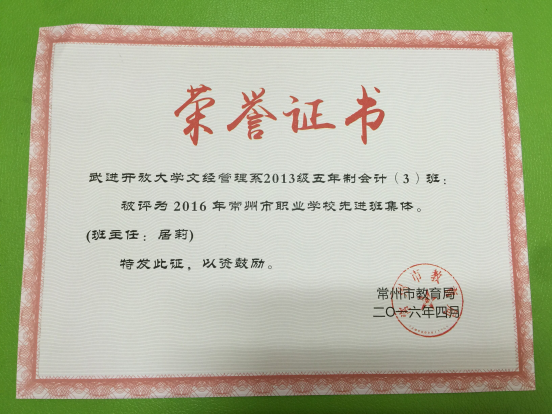 荣誉证书
武进开放大学文经管理系2013级五年制会计（3）班：
被评为 2016 年常州市职业学校先进班集体。
(班主任：居莉)
特发此证，以资鼓励。
常州市教育局
二〇一六年四月